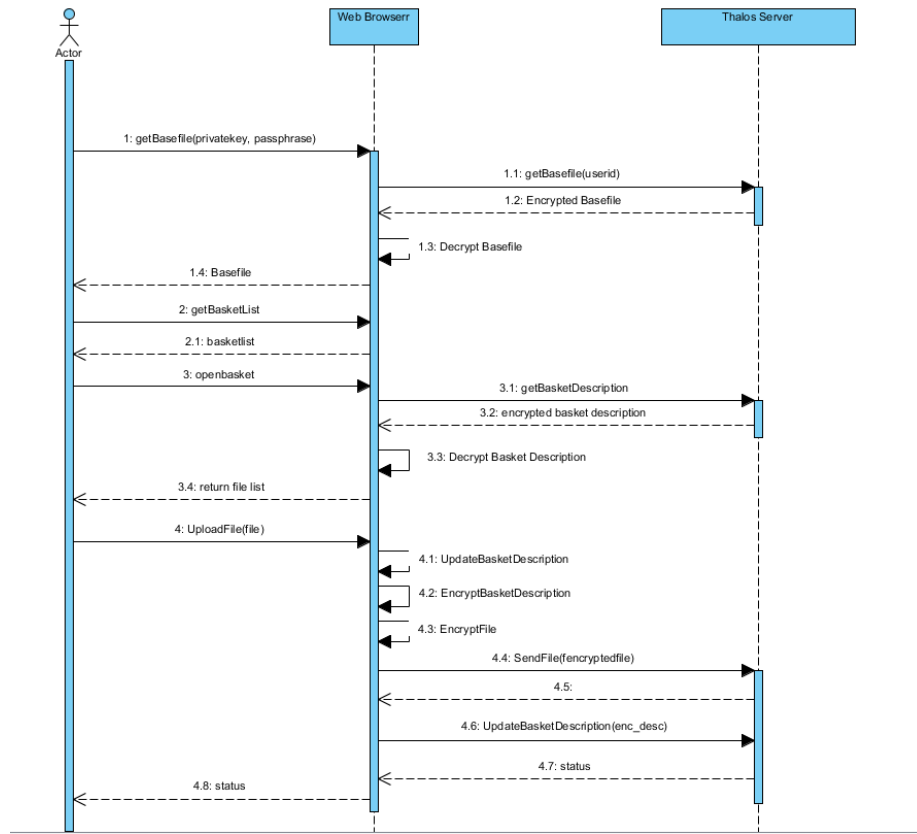 Web Browserr
Thalos Server
Actor
1: getBasefile(privatekey, passphrase)
1.1: getBasefile(userid)
1.2: Encrypted Basefile
1.3: Decrypt Basefile
1.4: Basefile
2: getBasketList
2.1: basketlist
3: openbasket
3.1: getBasketDescription
3.2: encrypted basket description
3.3: Decrypt Basket Description
3.4: return file list
4: UploadFile(file)
4.1: UpdateBasketDescription
4.2: EncryptBasketDescription
4.3: EncryptFile
4.4: SendFile(fencryptedfile)
4.5:
4.6: UpdateBasketDescription(enc_desc)
4.7: status
4.8: status